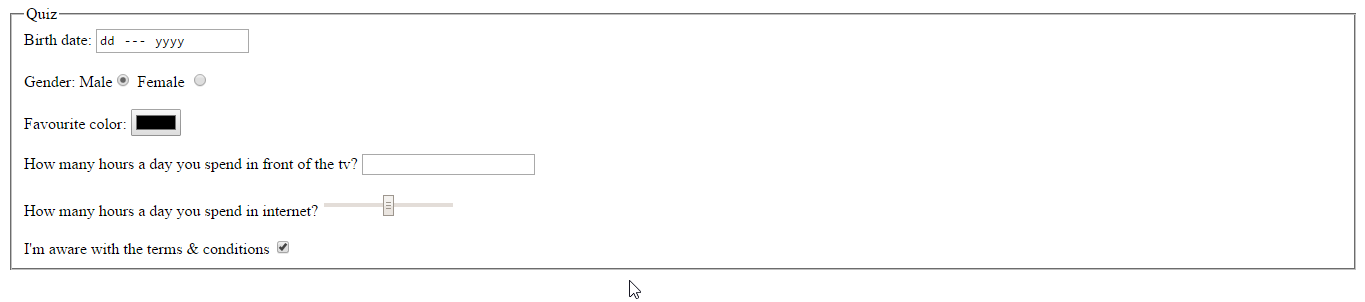 Quiz
Birth date: dd --- yyyy
Gender: Male Female
Favourite color:
How many hours a day you spend in front of the tv?
How many hours a day you spend in internet?
I'm aware with the terms & conditions